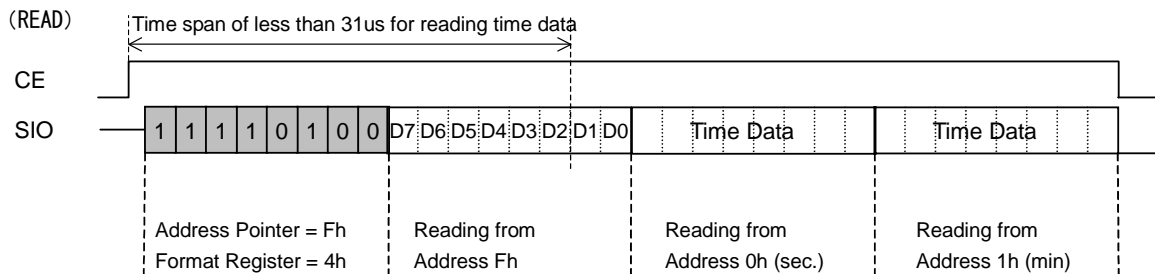 (READ)
Time span of less than 31us for reading time data
CE
SIO
1 1 1 1 0 1 0 0 D7 D6 D5 D4 D3 D2 D1 D0 Time Data Time Data
Address Pointer = Fh Reading from Reading from Reading from
Format Register = 4h Address Fh Address 0h (sec.) Address 1h (min)